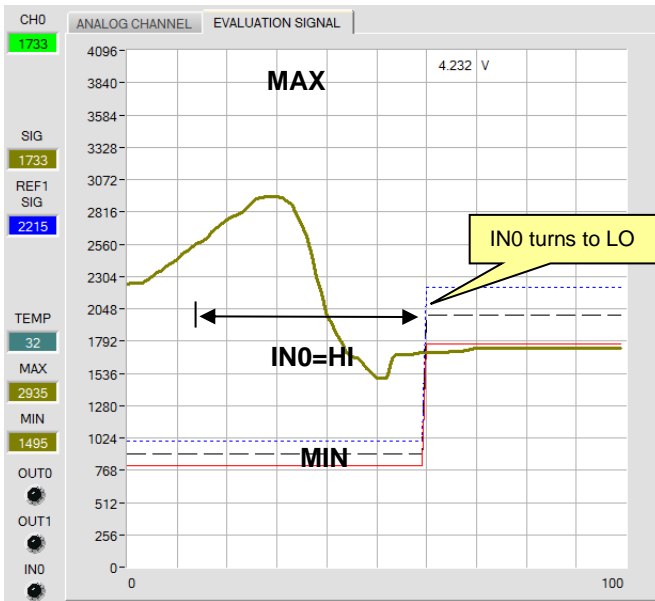 CH0
1733
SIG
1733
REF1
SIG
2215
TEMP
32
MAX
2935
MIN
1495
OUT0
OUT1
IN0
ANALOG CHANNEL
EVALUATION SIGNAL
4096
3840
3584
3328
3072
2816
2560
2304
2048
1792
1536
1280
1024
768
512
256
0
0
100
MAX
4.232 V
IN0 turns to LO
IN0=HI
MIN